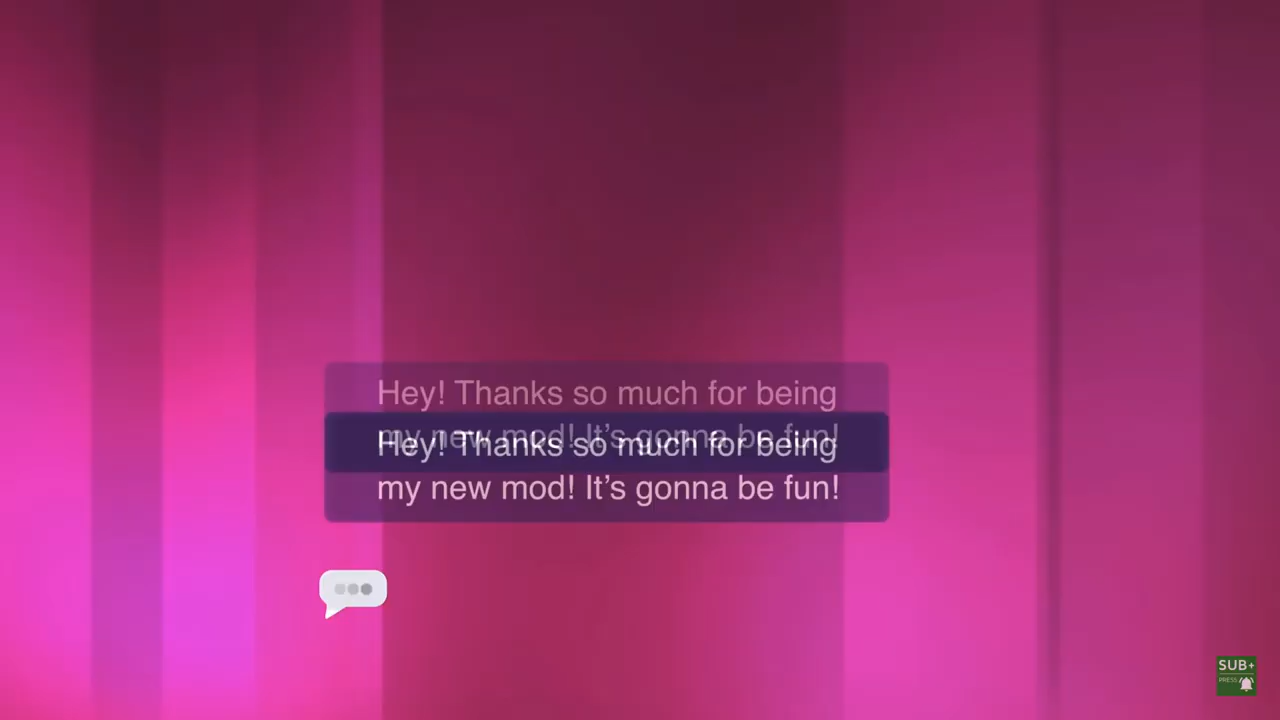 Hey! Thanks so much for being
my new mod! It's gonna be fun!
Hey! Thanks so much for being
my new mod! It’s gonna be fun!
SUB+
PRESS